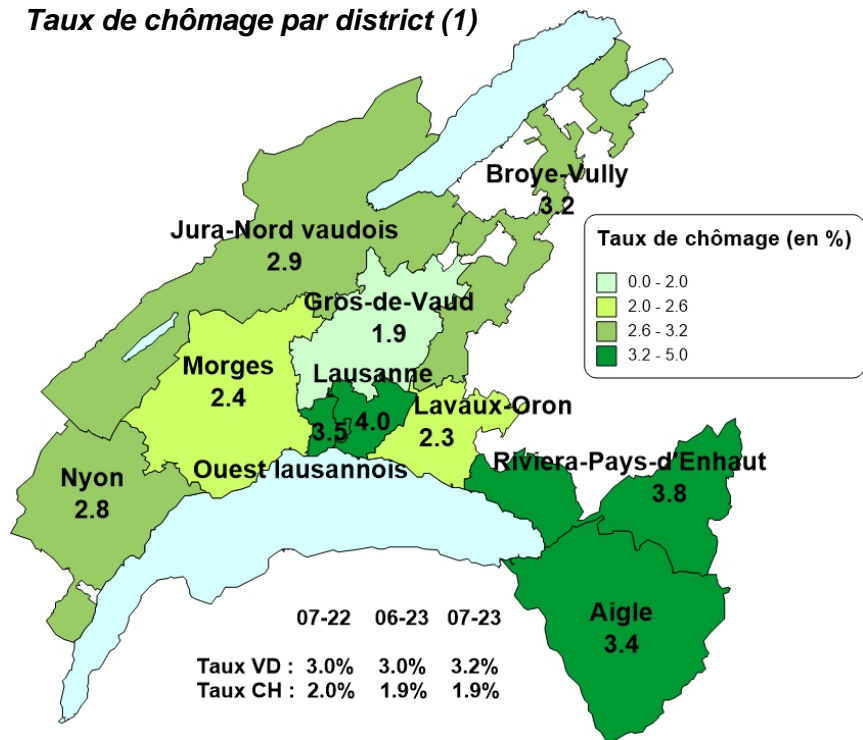 Taux de chômage par district (1)
Broye-Vully
3.2
Jura-Nord vaudois
2.9
Taux de chômage (en %)
0.0 - 2.0
2.0 - 2.6
2.6 - 3.2
3.2 - 5.0
Gros-de-Vaud
1.9
Morges
2.4
Lausanne
4.0
3.5
Ouest lausannois
Lavaux-Oron
2.3
Riviera-Pays-d'Enhaut
3.8
Nyon
2.8
Aigle
3.4
07-22 06-23 07-23
Taux VD : 3.0% 3.0% 3.2%
Taux CH : 2.0% 1.9% 1.9%